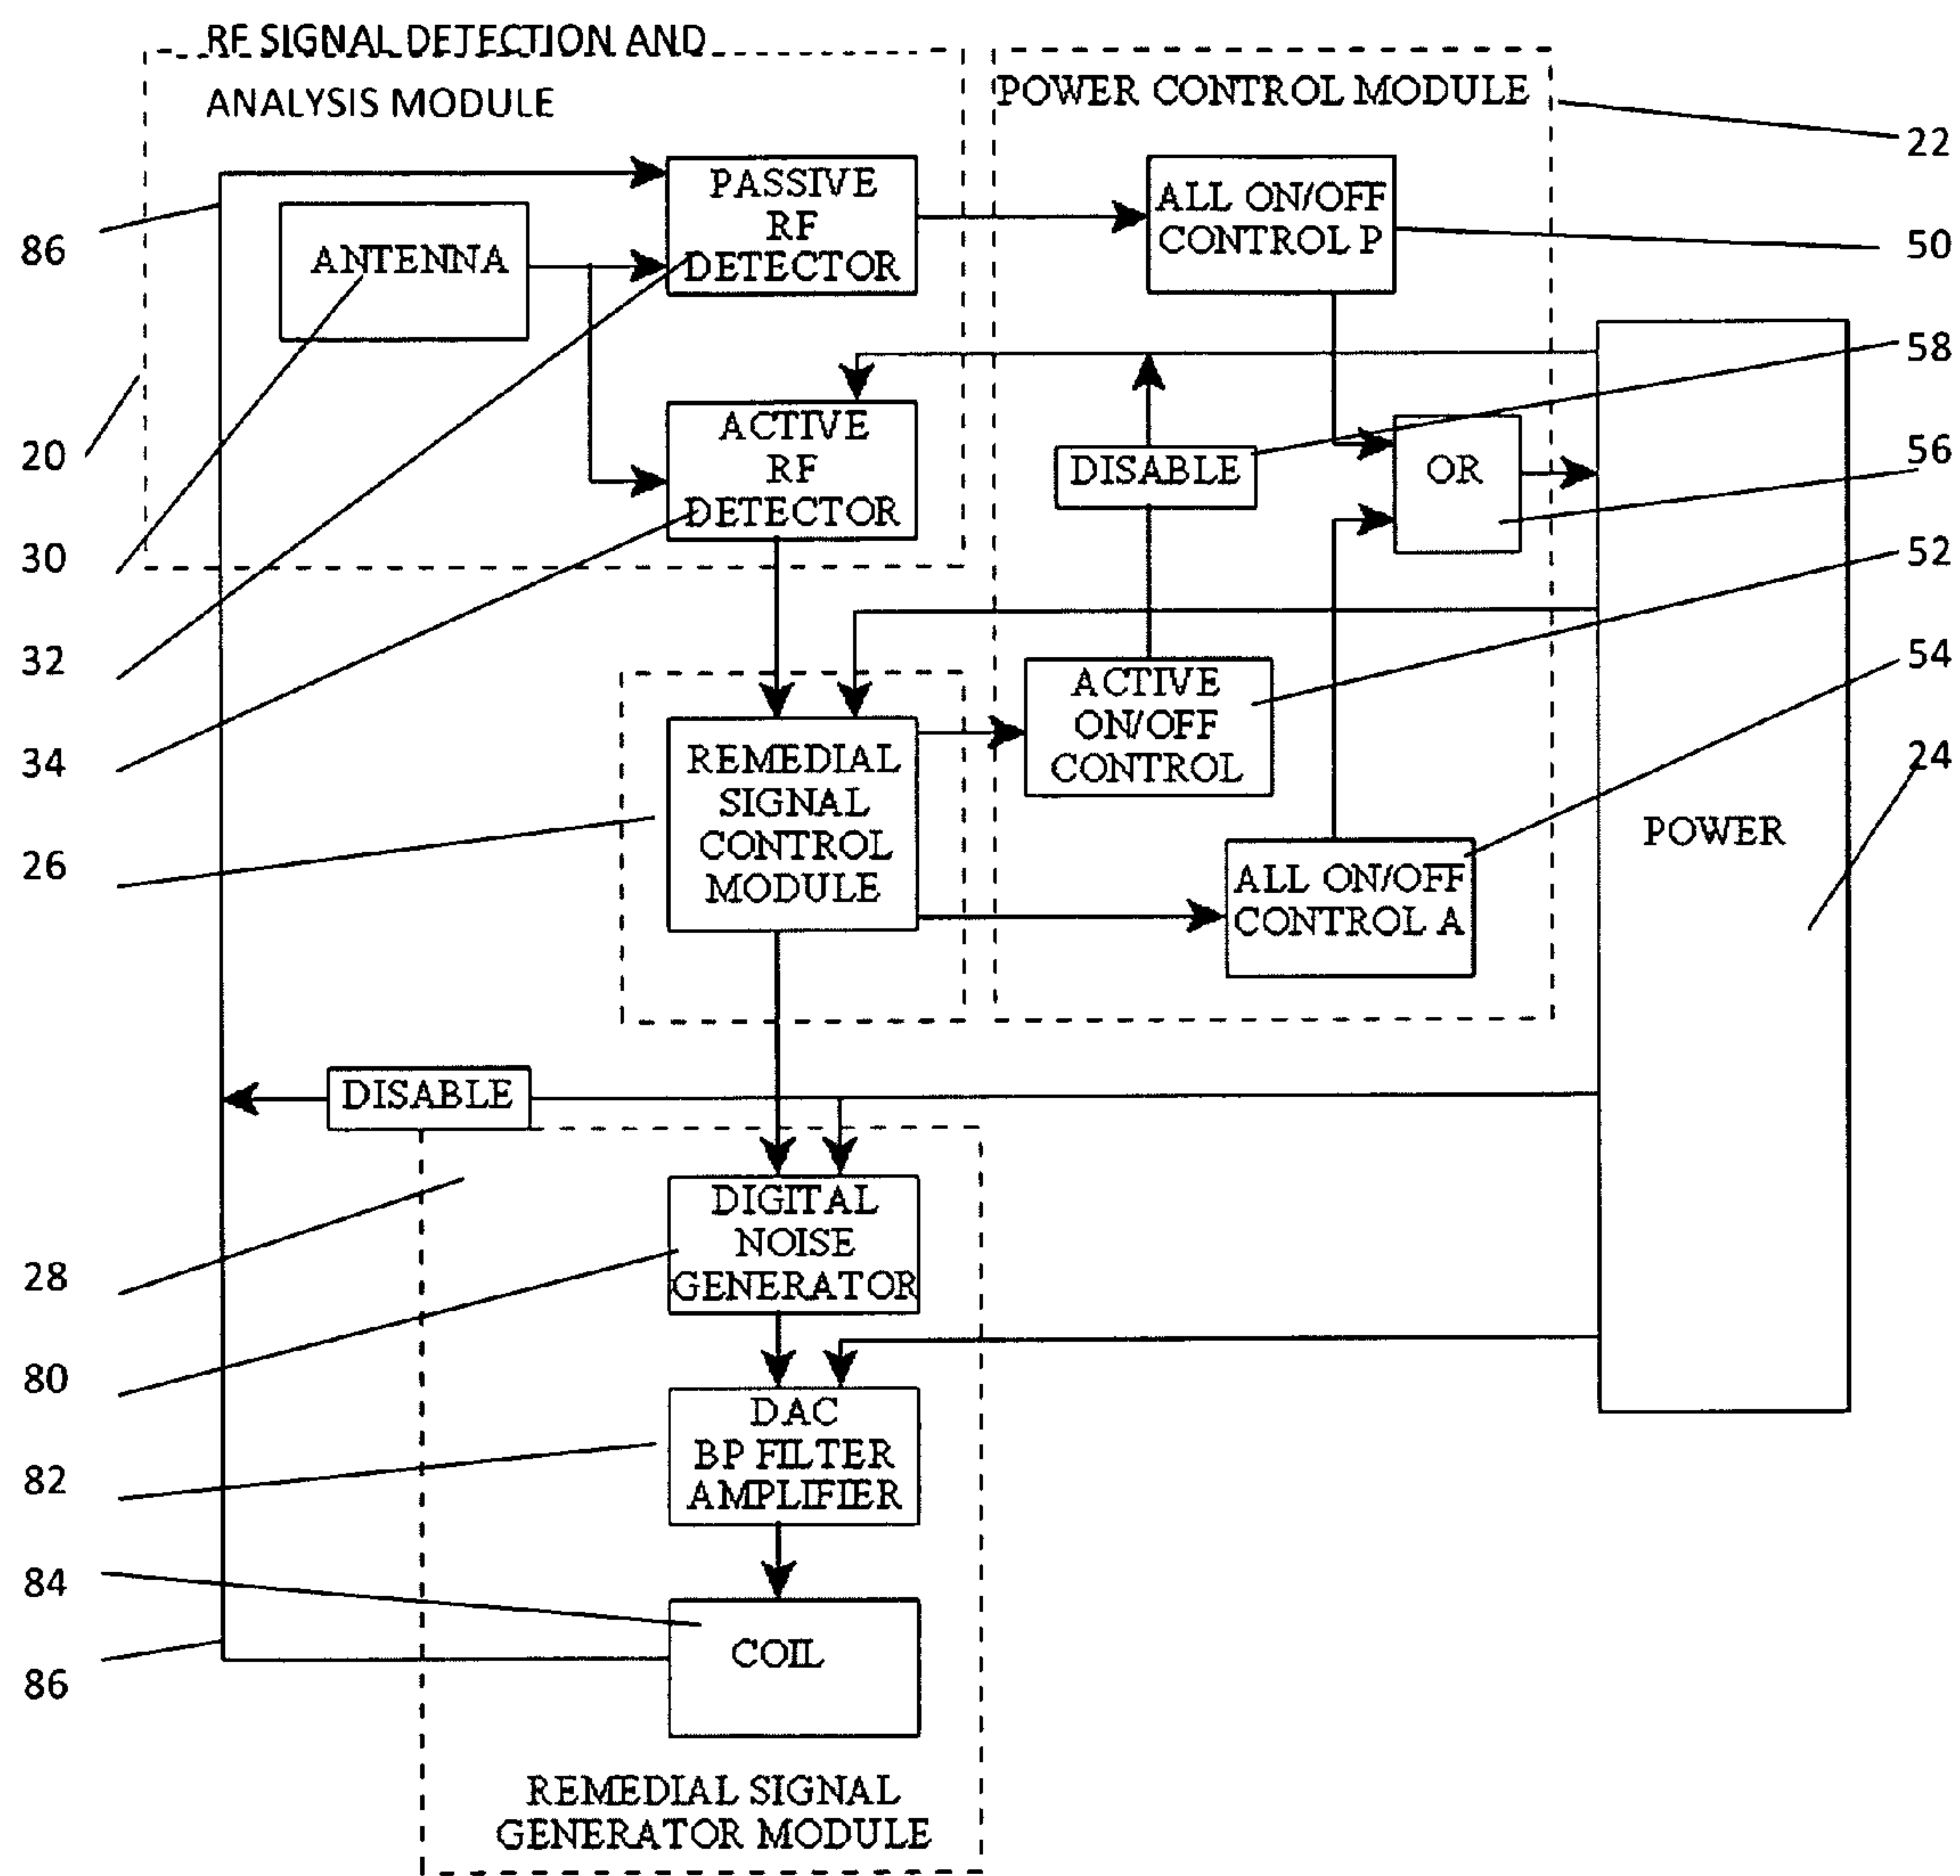 RF SIGNAL DETECTION AND
ANALYSIS MODULE
POWER CONTROL MODULE
22
PASSIVE
RF
DETECTOR
ALL ON/OFF
CONTROL P
86
ANTENNA
50
58
ACTIVE
RF
DETECTOR
DISABLE
OR
56
20
30
52
32
ACTIVE
ON/OFF
CONTROL
54
34
REMEDIAL
SIGNAL
CONTROL
MODULE
24
POWER
26
ALL ON/OFF
CONTROL A
DISABLE
DIGITAL
NOISE
GENERATOR
28
80
DAC
BP FILTER
AMPLIFIER
82
84
COIL
86
REMEDIAL SIGNAL
GENERATOR MODULE